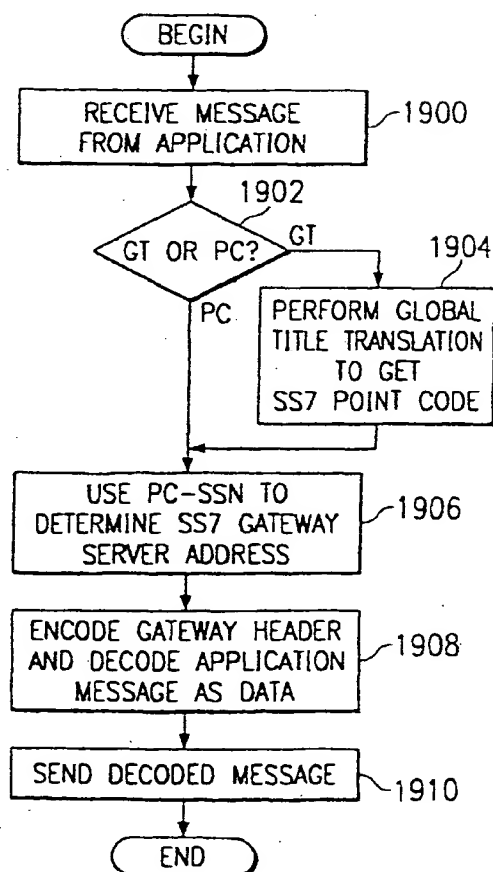 BEGIN
RECEIVE MESSAGE
FROM APPLICATION
1900
1902
GT OR PC?
GT
PC
1904
PERFORM GLOBAL
TITLE TRANSLATION
TO GET
SS7 POINT CODE
USE PC-SSN TO
DETERMINE SS7 GATEWAY
SERVER ADDRESS
1906
ENCODE GATEWAY HEADER
AND DECODE APPLICATION
MESSAGE AS DATA
1908
SEND DECODED MESSAGE
1910
END